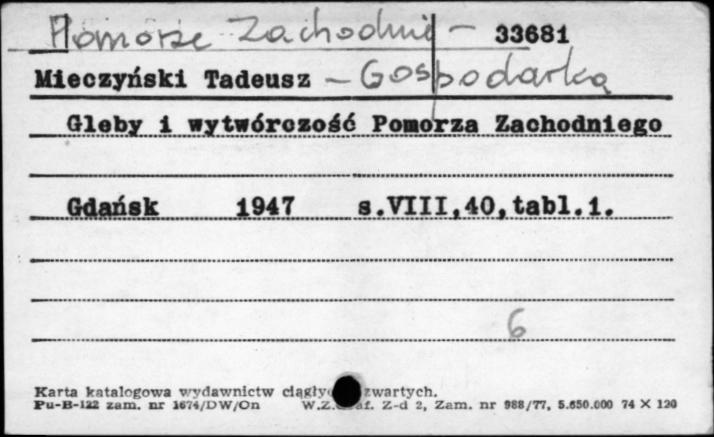 Pomorze Zachodnie - 33681
Mieczyński Tadeusz - Gospodarka
Gleby i wytwórczość Pomorza Zachodniego
Gdańsk 1947 s.VIII,40,tabl.1.
6
Karta katalogowa wydawnictw ciągły zwartych.
Pu-B-122 zam. nr 1674/DW/On W.Z. af. Z-d 2, Zam. nr 988/77, 5.650.000 74 X 120